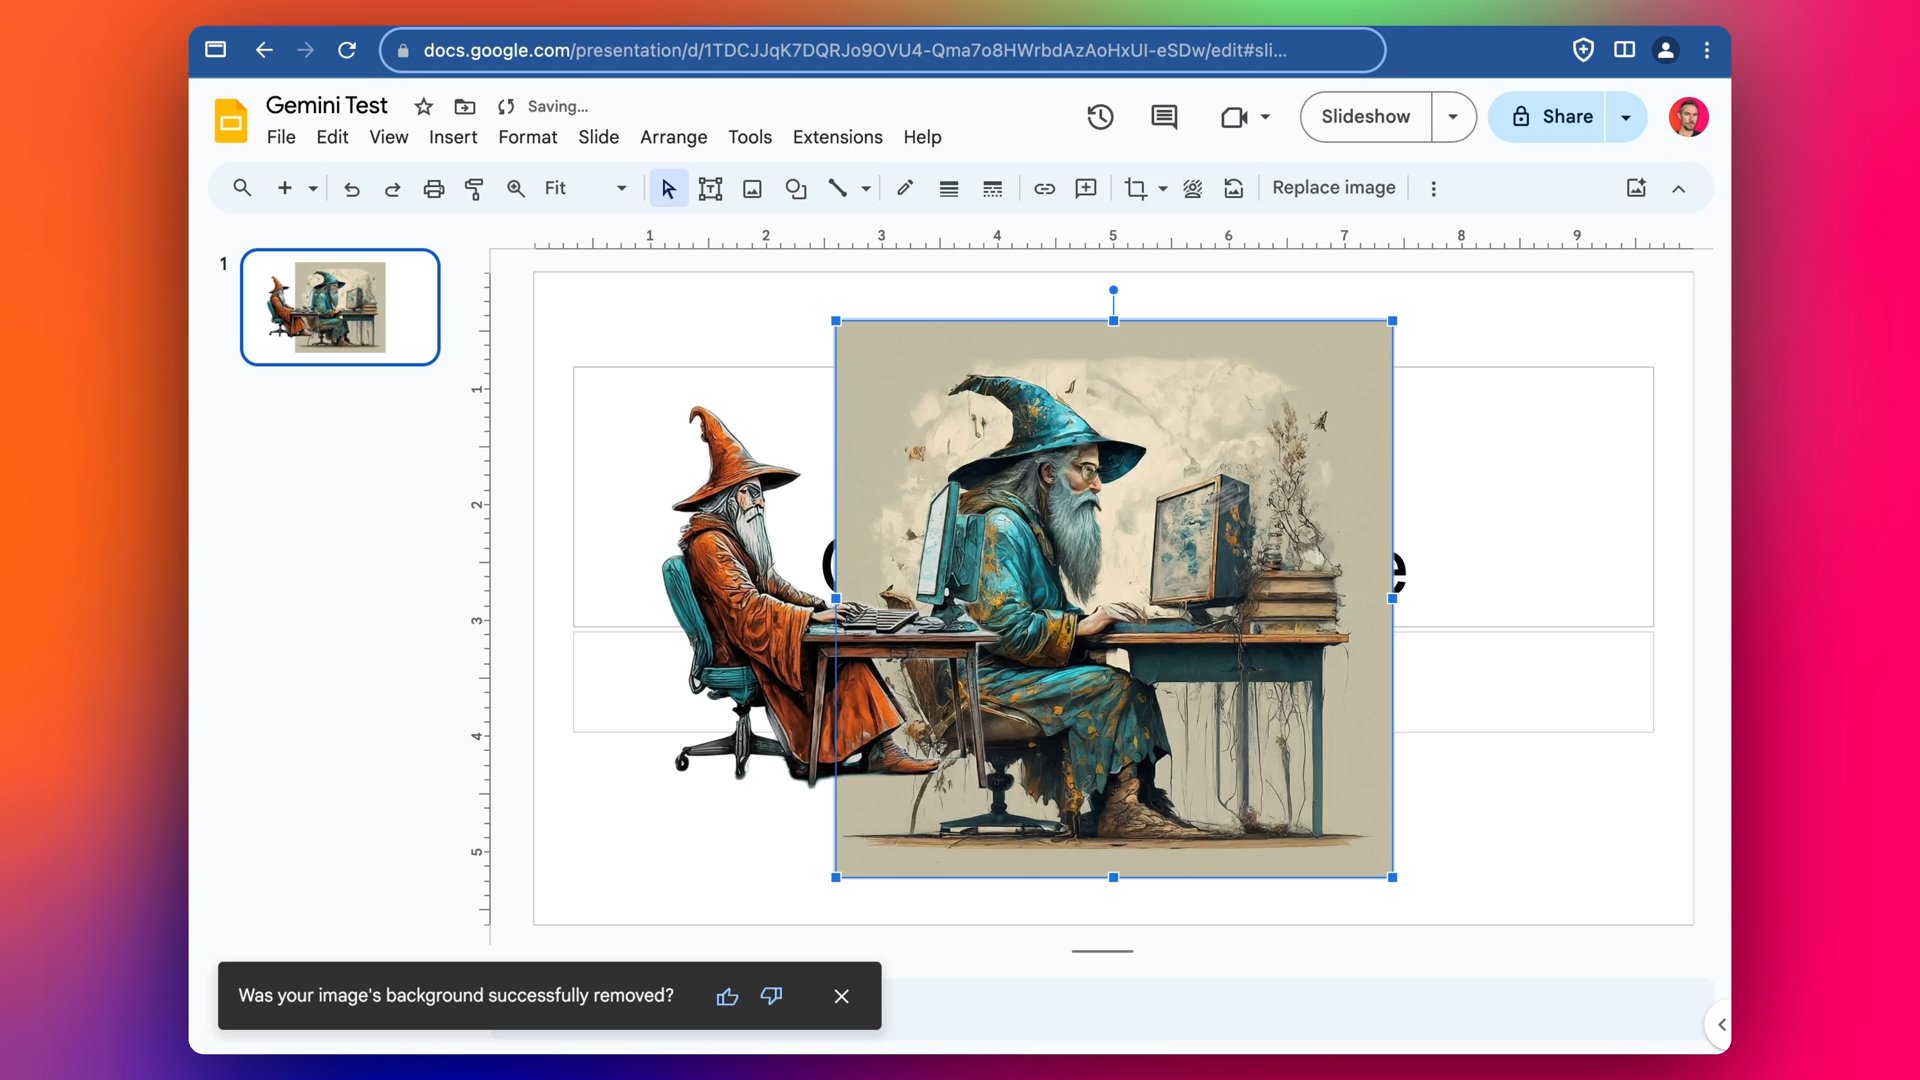 docs.google.com/presentation/d/1TDCJJqK7DQRJo9OVU4-Qma7o8HWrbdAzAoHxUI-eSDw/edit#sli...
Gemini Test
Saving...
File Edit View Insert Format Slide Arrange Tools Extensions Help
Slideshow
Share
Fit
Replace image
1 2 3 4 5 6 7 8 9
1
1
2
3
4
5
e
Was your image's background successfully removed?